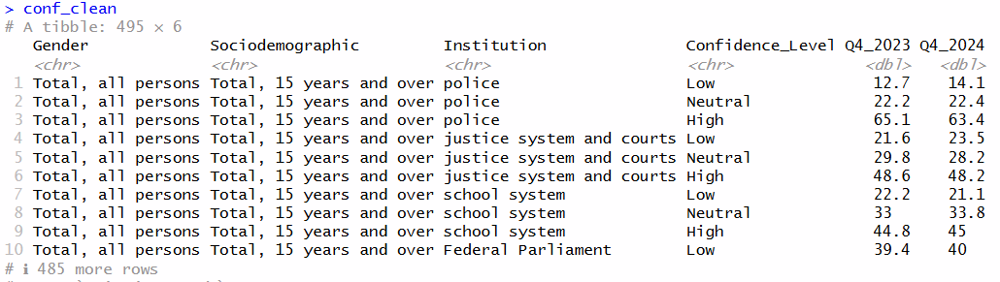 > conf_clean
# A tibble: 495 × 6
Gender Sociodemographic Institution Confidence_Level Q4_2023 Q4_2024
<chr> <chr> <chr> <chr> <dbl> <dbl>
1 Total, all persons Total, 15 years and over police Low 12.7 14.1
2 Total, all persons Total, 15 years and over police Neutral 22.2 22.4
3 Total, all persons Total, 15 years and over police High 65.1 63.4
4 Total, all persons Total, 15 years and over justice system and courts Low 21.6 23.5
5 Total, all persons Total, 15 years and over justice system and courts Neutral 29.8 28.2
6 Total, all persons Total, 15 years and over justice system and courts High 48.6 48.2
7 Total, all persons Total, 15 years and over school system Low 22.2 21.1
8 Total, all persons Total, 15 years and over school system Neutral 33 33.8
9 Total, all persons Total, 15 years and over school system High 44.8 45
10 Total, all persons Total, 15 years and over Federal Parliament Low 39.4 40
# ℹ 485 more rows